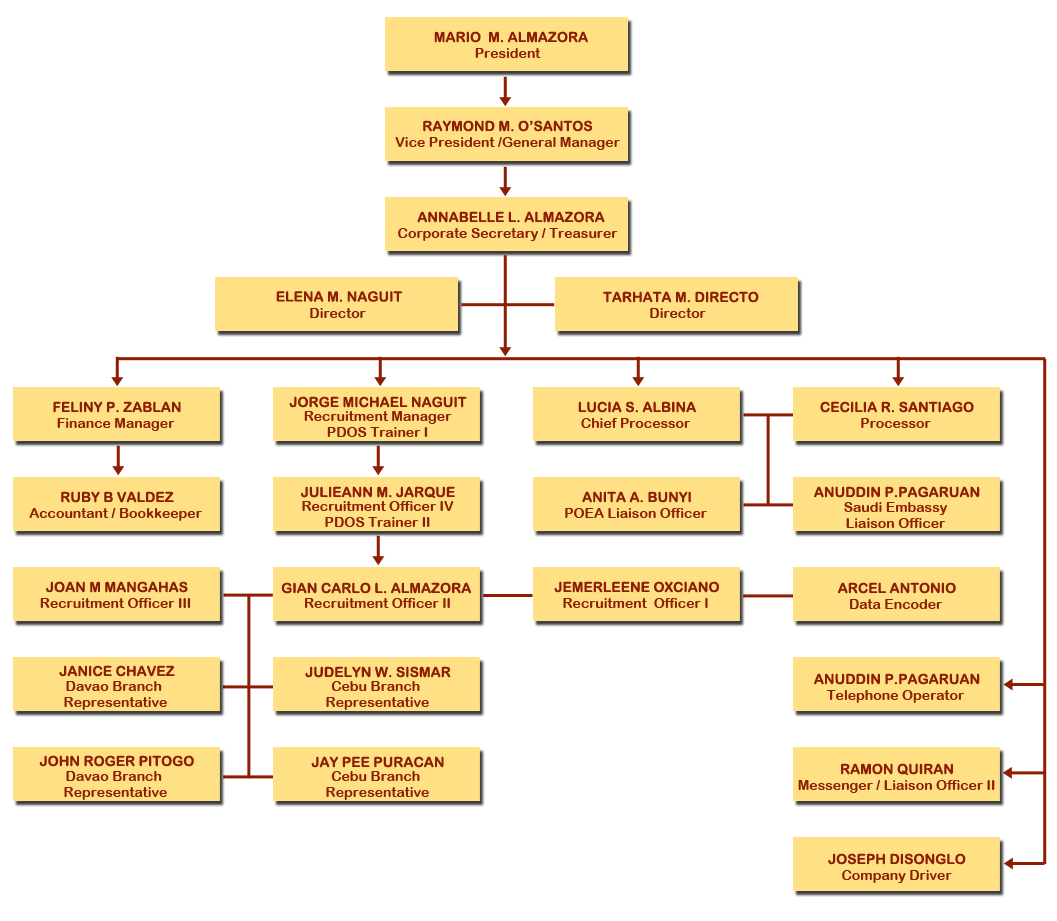 MARIO M. ALMAZORA
President
RAYMOND M. O'SANTOS
Vice President /General Manager
ANNABELLE L. ALMAZORA
Corporate Secretary / Treasurer
ELENA M. NAGUIT
Director
TARHATA M. DIRECTO
Director
FELINY P. ZABLAN
Finance Manager
JORGE MICHAEL NAGUIT
Recruitment Manager
PDOS Trainer I
LUCIA S. ALBINA
Chief Processor
CECILIA R. SANTIAGO
Processor
RUBY B VALDEZ
Accountant / Bookkeeper
JULIEANN M. JARQUE
Recruitment Officer IV
PDOS Trainer II
ANITA A. BUNYI
POEA Liaison Officer
ANUDDIN P.PAGARUAN
Saudi Embassy
Liaison Officer
JOAN M MANGAHAS
Recruitment Officer III
GIAN CARLO L. ALMAZORA
Recruitment Officer II
JEMERLEENE OXCIANO
Recruitment Officer I
ARCEL ANTONIO
Data Encoder
JANICE CHAVEZ
Davao Branch
Representative
JUDELYN W. SISMAR
Cebu Branch
Representative
ANUDDIN P.PAGARUAN
Telephone Operator
JOHN ROGER PITOGO
Davao Branch
Representative
JAY PEE PURACAN
Cebu Branch
Representative
RAMON QUIRAN
Messenger / Liaison Officer II
JOSEPH DISONGLO
Company Driver